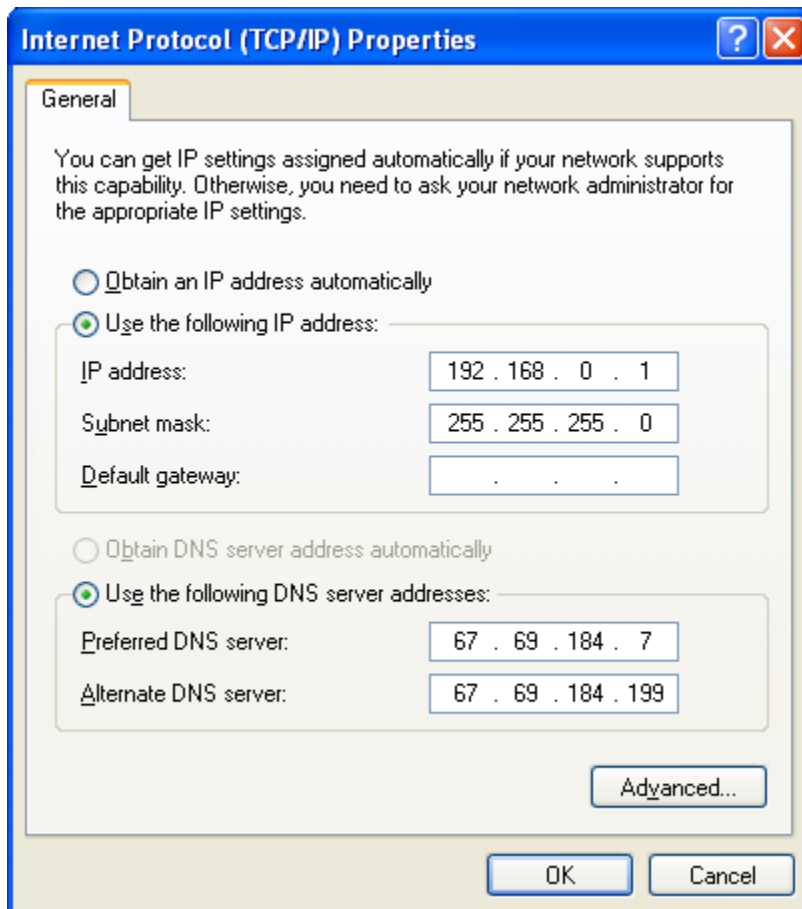 Internet Protocol (TCP/IP) Properties
General
You can get IP settings assigned automatically if your network supports
this capability. Otherwise, you need to ask your network administrator for
the appropriate IP settings.
Obtain an IP address automatically
Use the following IP address:
IP address: 192 . 168 . 0 . 1
Subnet mask: 255 . 255 . 255 . 0
Default gateway: . . .
Obtain DNS server address automatically
Use the following DNS server addresses:
Preferred DNS server: 67 . 69 . 184 . 7
Alternate DNS server: 67 . 69 . 184 . 199
Advanced...
OK Cancel